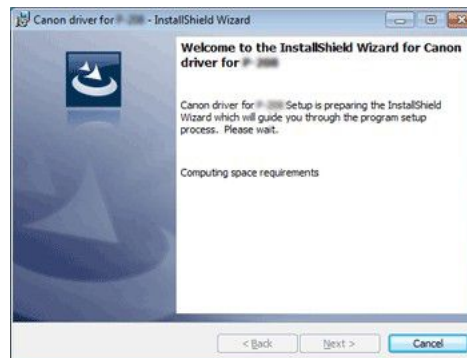 Canon driver for - InstallShield Wizard
Welcome to the InstallShield Wizard for Canon
driver for
Canon driver for Setup is preparing the InstallShield
Wizard which will guide you through the program setup
process. Please wait.
Computing space requirements
< Back Next > Cancel